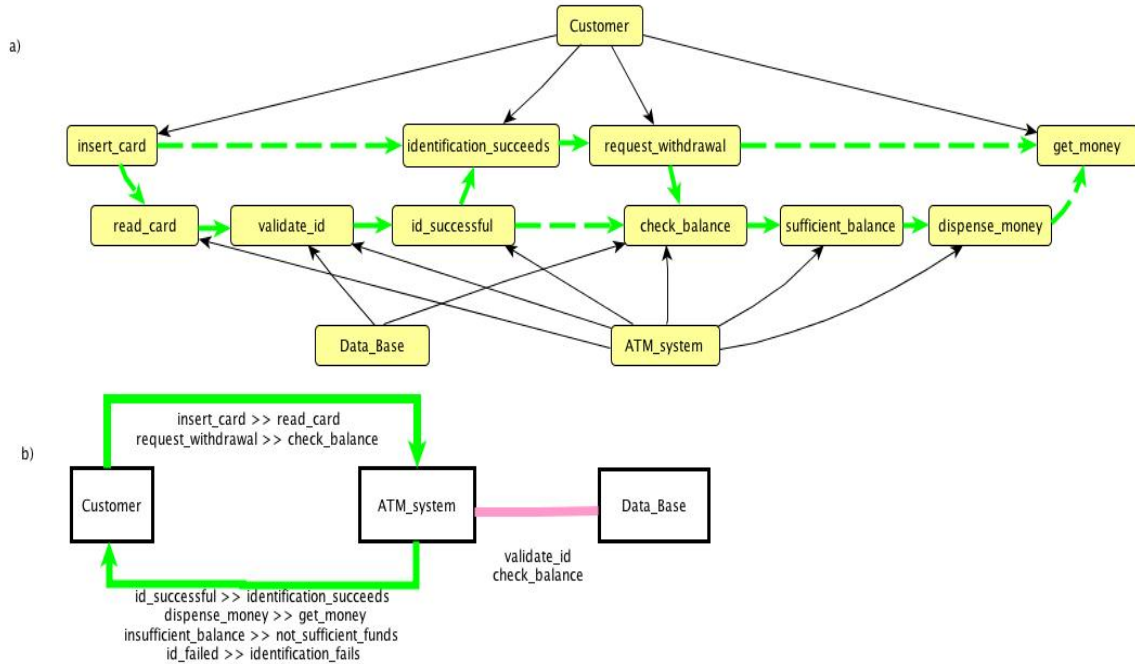 a)
Customer
insert_card
identification_succeeds
request_withdrawal
get_money
read_card
validate_id
id_successful
check_balance
sufficient_balance
dispense_money
Data_Base
ATM_system
b)
insert_card >> read_card
request_withdrawal >> check_balance
Customer
ATM_system
Data_Base
validate_id
check_balance
id_successful >> identification_succeeds
dispense_money >> get_money
insufficient_balance >> not_sufficient_funds
id_failed >> identification_fails